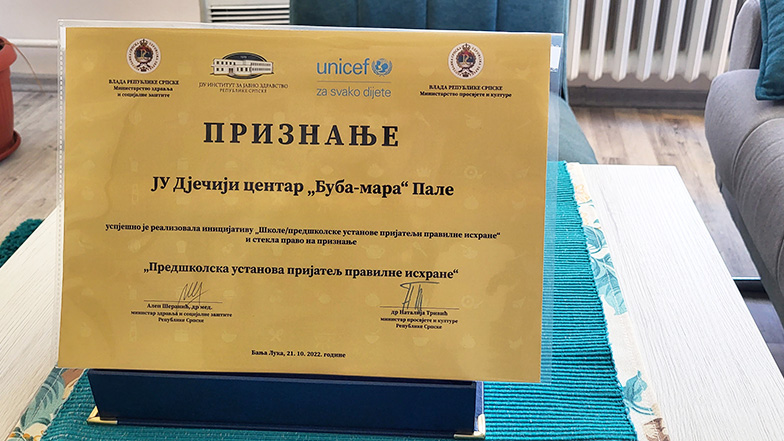 ВЛАДА РЕПУБЛИКЕ СРПСКЕ
Министарство здравља
и социјалне заштите
ЈЗУ ИНСТИТУТ ЗА ЈАВНО ЗДРАВСТВО
РЕПУБЛИКЕ СРПСКЕ
unicef
za svako dijete
ВЛАДА РЕПУБЛИКЕ СРПСКЕ
Министарство просвјете и културе
ПРИЗНАЊЕ
ЈУ Дјечији центар „Буба-мара“ Пале
успјешно је реализовала иницијативу „Школе/предшколске установе пријатељи правилне исхране“
и стекла право на признање
„Предшколска установа пријатељ правилне исхране“
Ален Шеранић, др мед.
министар здравља и социјалне заштите
Републике Српске
др Наталија Тривић
министар просвјете и културе
Републике Српске
Бања Лука, 21. 10. 2022. године